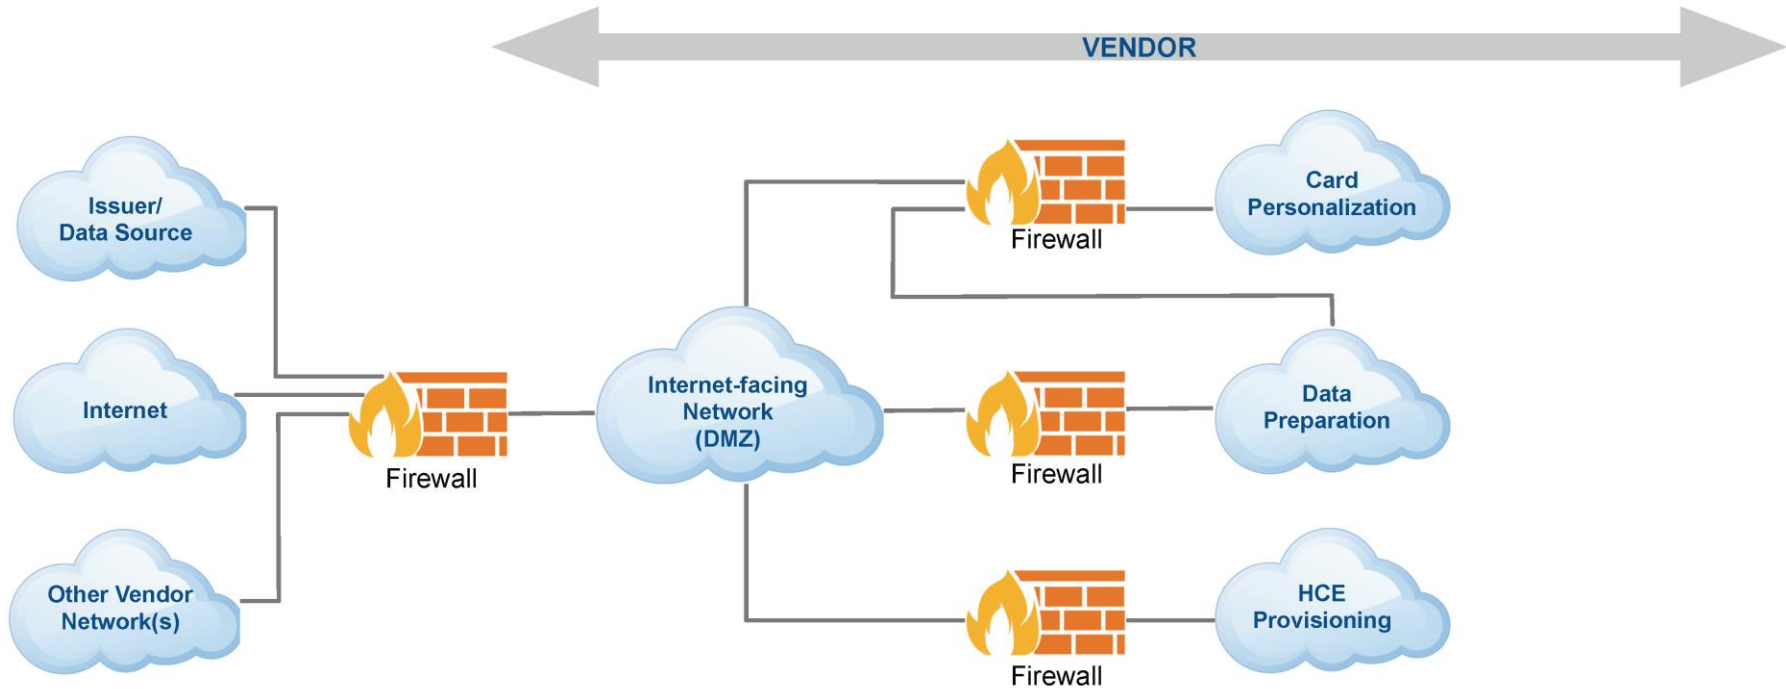 VENDOR
Issuer/
Data Source
Internet
Other Vendor
Network(s)
Firewall
Internet-facing
Network
(DMZ)
Firewall
Card
Personalization
Firewall
Data
Preparation
Firewall
HCE
Provisioning